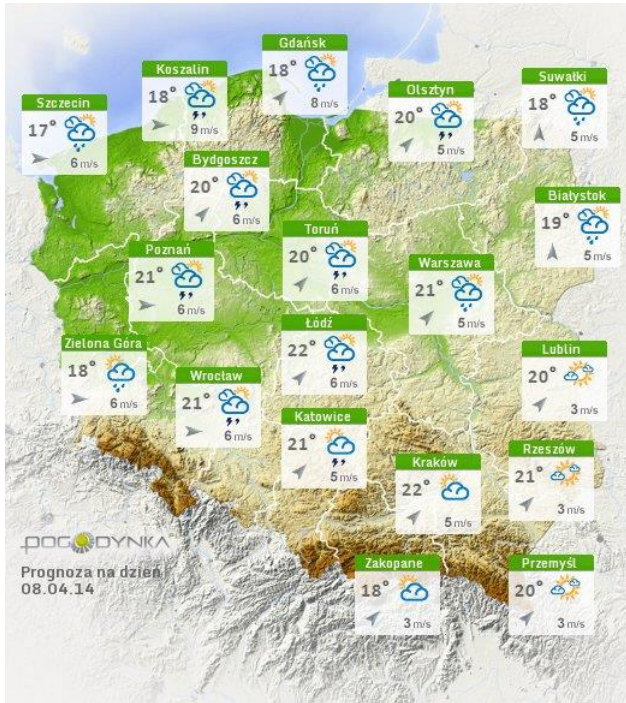 Gdańsk
18°
8 m/s
Koszalin
18°
9 m/s
Suwałki
18°
5 m/s
Olsztyn
20°
5 m/s
Szczecin
17°
6 m/s
Bydgoszcz
20°
6 m/s
Białystok
19°
5 m/s
Toruń
20°
6 m/s
Poznań
21°
6 m/s
Warszawa
21°
5 m/s
Łódź
22°
6 m/s
Zielona Góra
18°
6 m/s
Lublin
20°
3 m/s
Wrocław
21°
6 m/s
Katowice
21°
5 m/s
Rzeszów
21°
3 m/s
Kraków
22°
5 m/s
POGODYNKA
Prognoza na dzień
08.04.14
Zakopane
18°
3 m/s
Przemyśl
20°
3 m/s